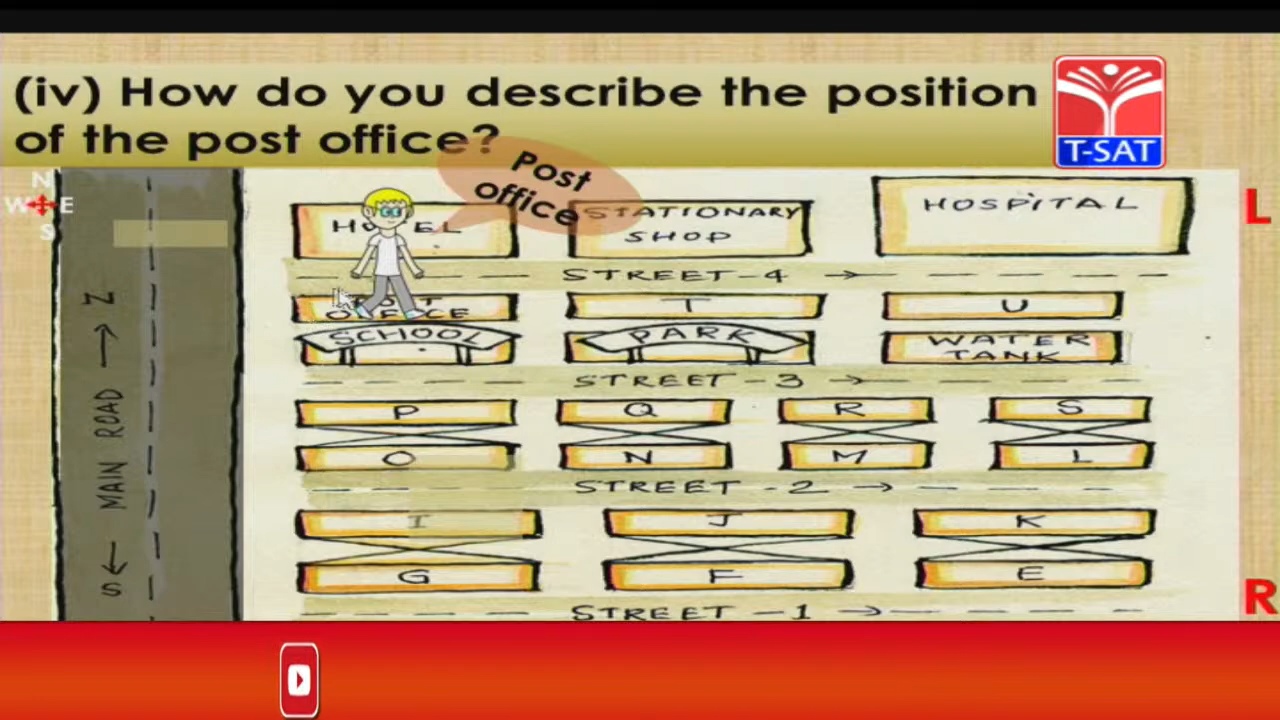 (iv) How do you describe the position
of the post office?
T-SAT
Post
office
N
W E
S
L
STATIONARY
SHOP
HOSPITAL
STREET-4
OFFICE
T
U
SCHOOL
PARK
WATER
TANK
STREET-3
P
Q
R
S
O
N
M
L
STREET-2
I
J
K
G
F
E
STREET-1
S MAIN ROAD N
R